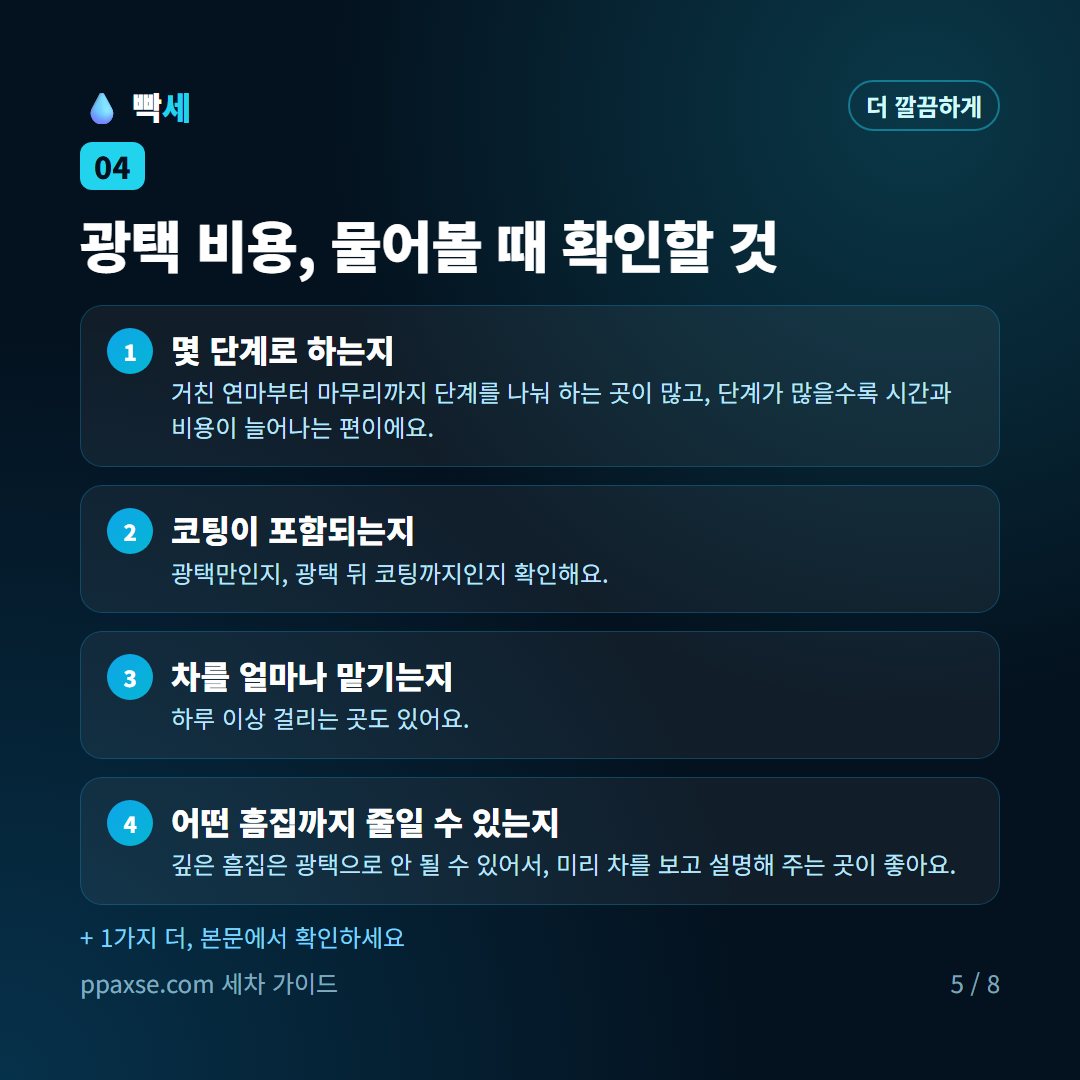 빡세
더 깔끔하게
04
광택 비용, 물어볼 때 확인할 것
1 몇 단계로 하는지
거친 연마부터 마무리까지 단계를 나눠 하는 곳이 많고, 단계가 많을수록 시간과
비용이 늘어나는 편이에요.
2 코팅이 포함되는지
광택만인지, 광택 뒤 코팅까지인지 확인해요.
3 차를 얼마나 맡기는지
하루 이상 걸리는 곳도 있어요.
4 어떤 흠집까지 줄일 수 있는지
깊은 흠집은 광택으로 안 될 수 있어서, 미리 차를 보고 설명해 주는 곳이 좋아요.
+ 1가지 더, 본문에서 확인하세요
ppaxse.com 세차 가이드
5 / 8